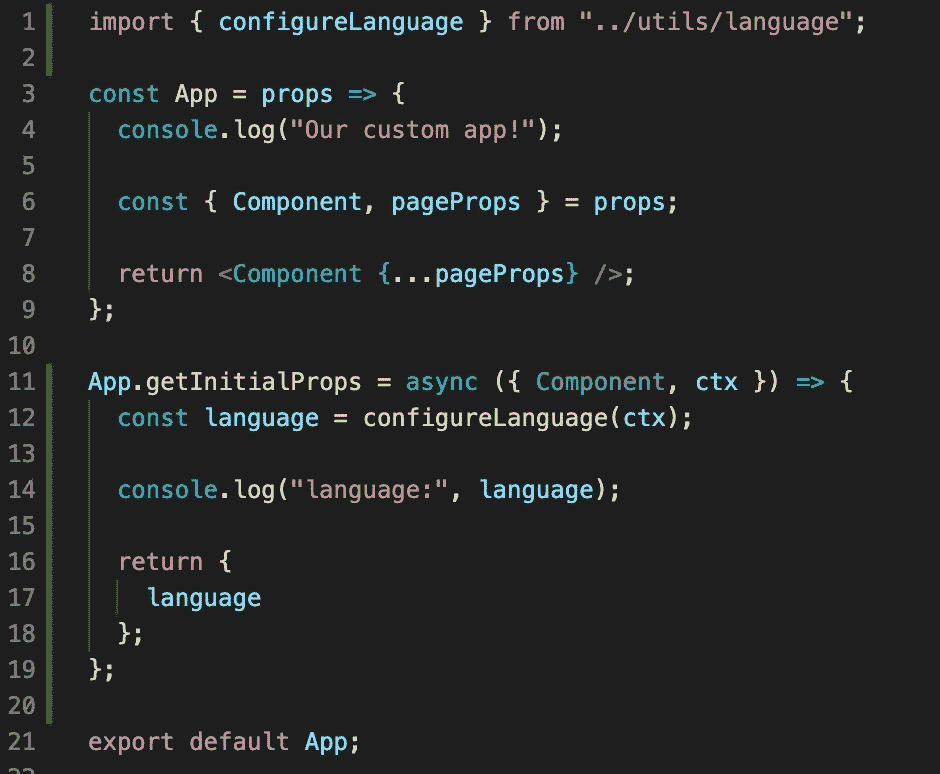 1 import { configureLanguage } from "../utils/language";
2
3 const App = props => {
4   console.log("Our custom app!");
5
6   const { Component, pageProps } = props;
7
8   return <Component {...pageProps} />;
9 };
10
11 App.getInitialProps = async ({ Component, ctx }) => {
12   const language = configureLanguage(ctx);
13
14   console.log("language:", language);
15
16   return {
17     language
18   };
19 };
20
21 export default App;